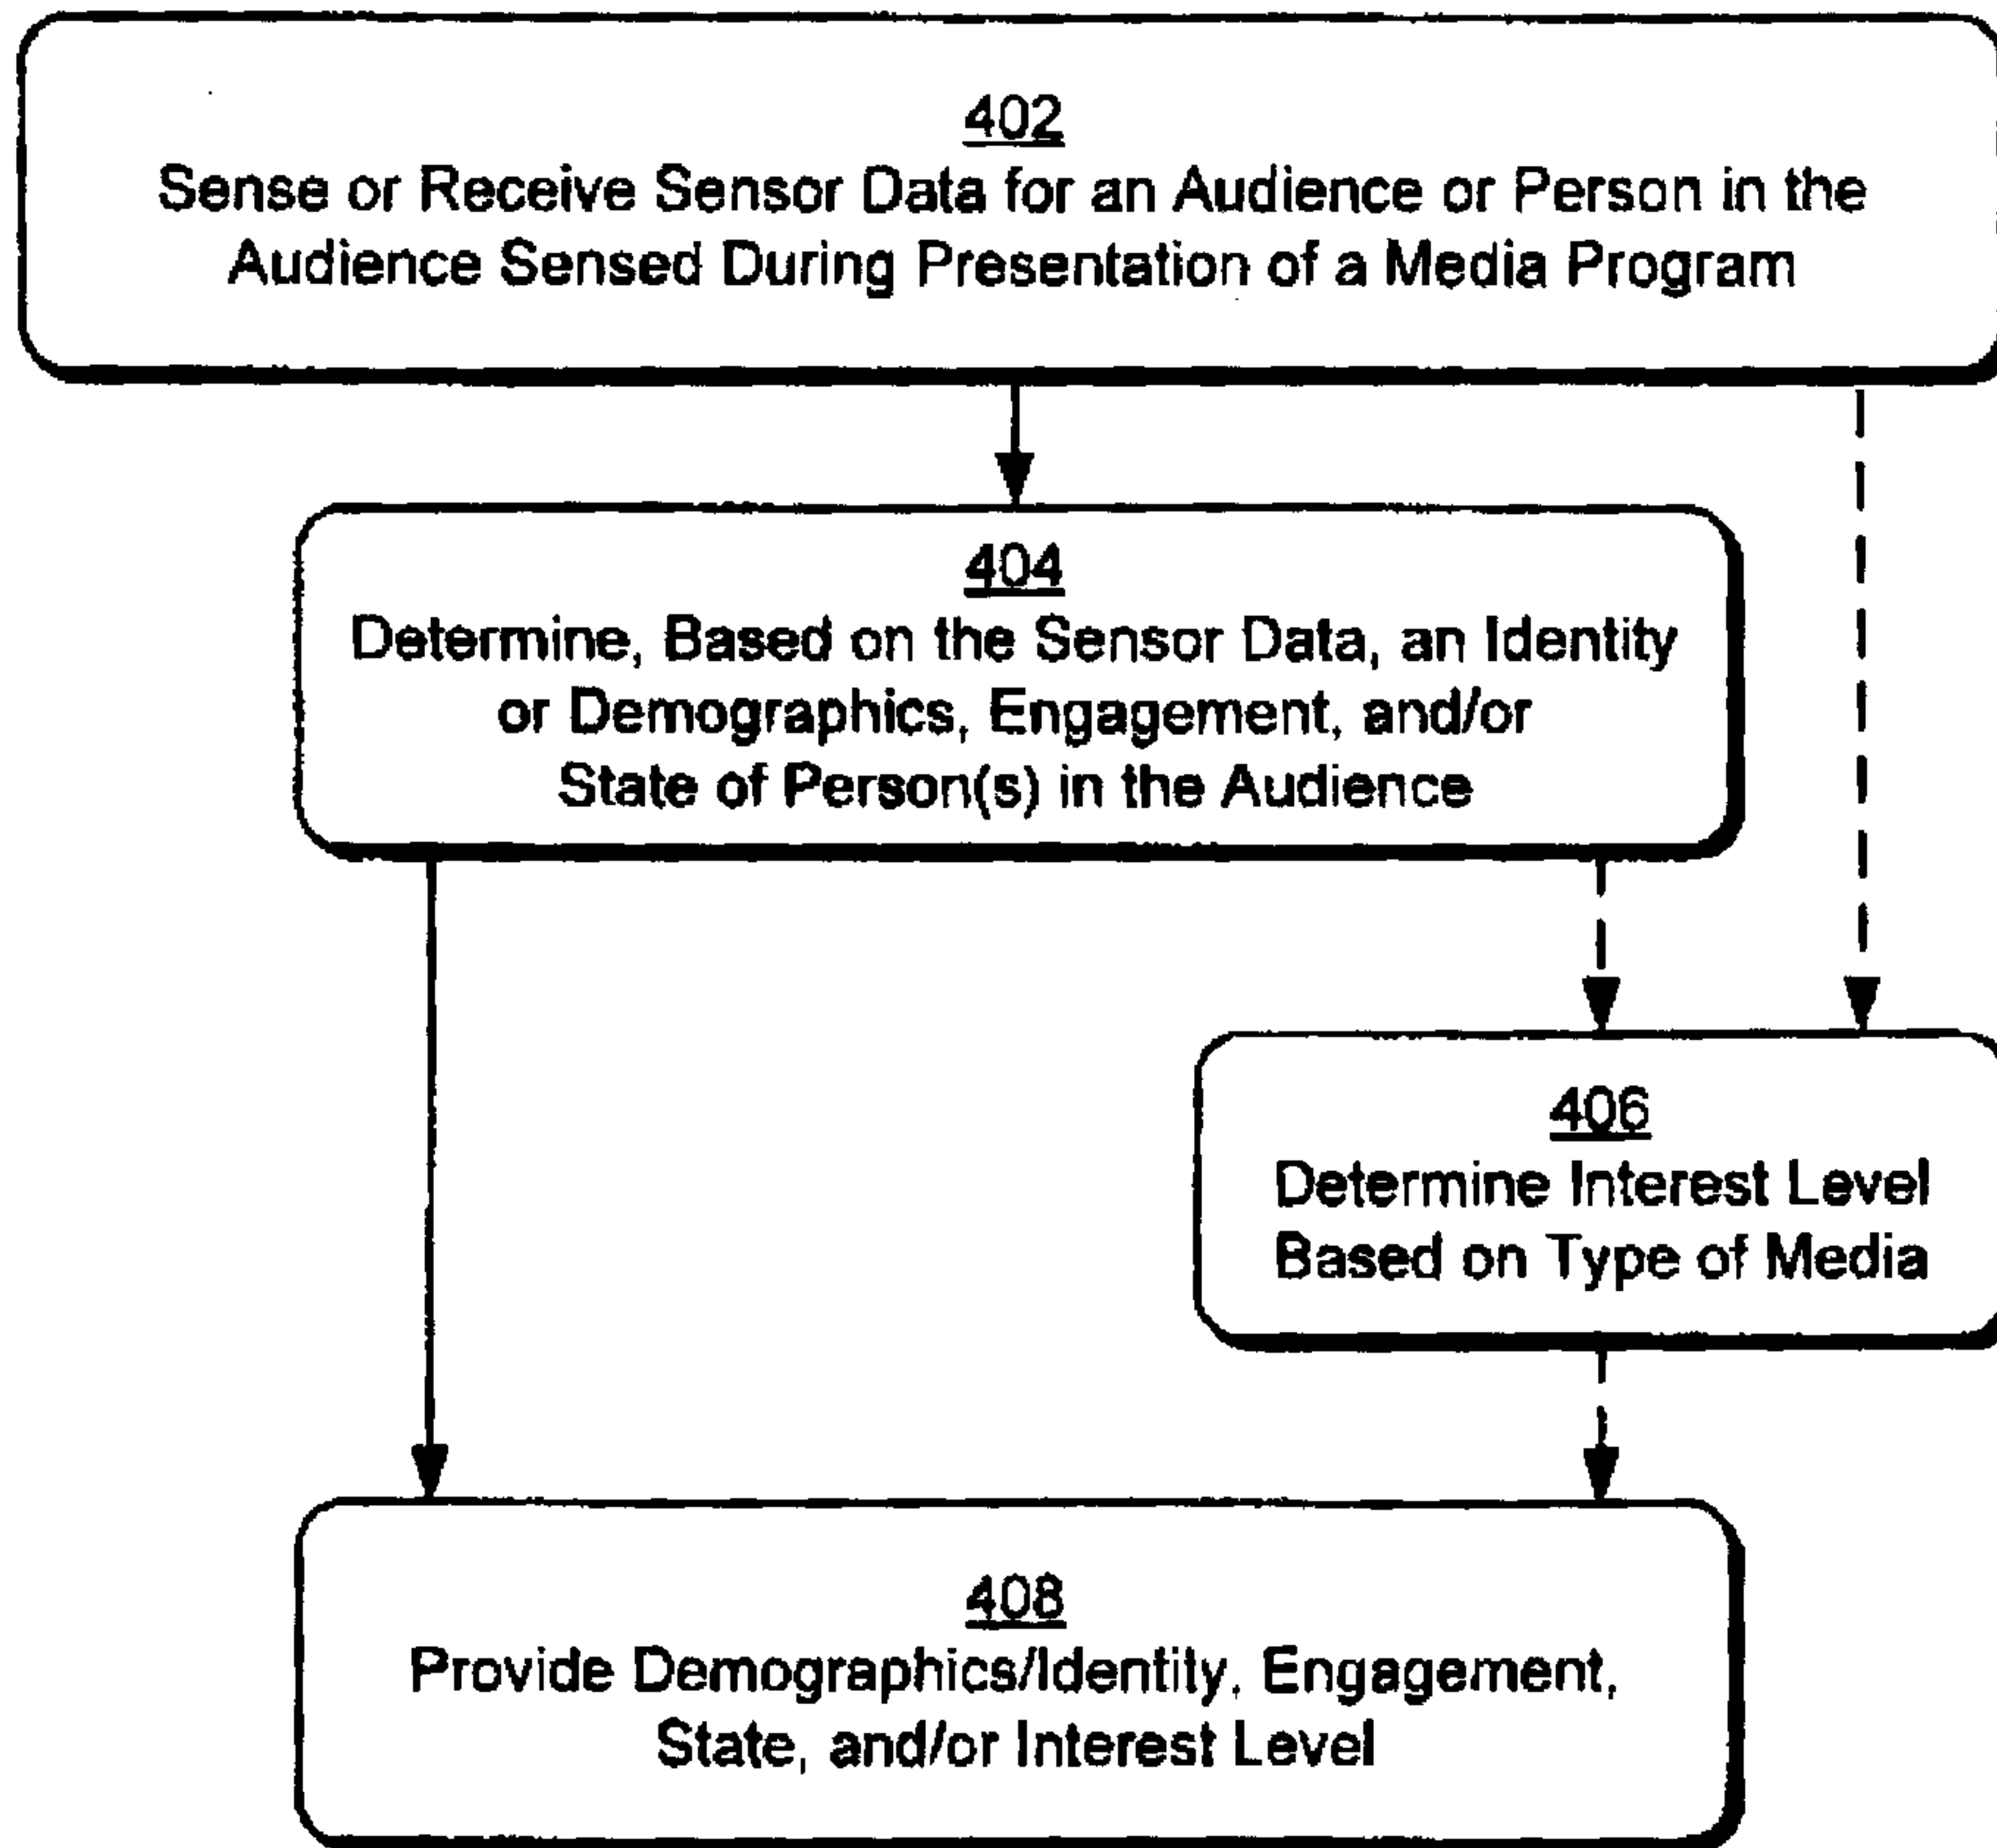 402
Sense or Receive Sensor Data for an Audience or Person in the
Audience Sensed During Presentation of a Media Program
404
Determine, Based on the Sensor Data, an Identity
or Demographics, Engagement, and/or
State of Person(s) in the Audience
406
Determine Interest Level
Based on Type of Media
408
Provide Demographics/Identity, Engagement,
State, and/or Interest Level